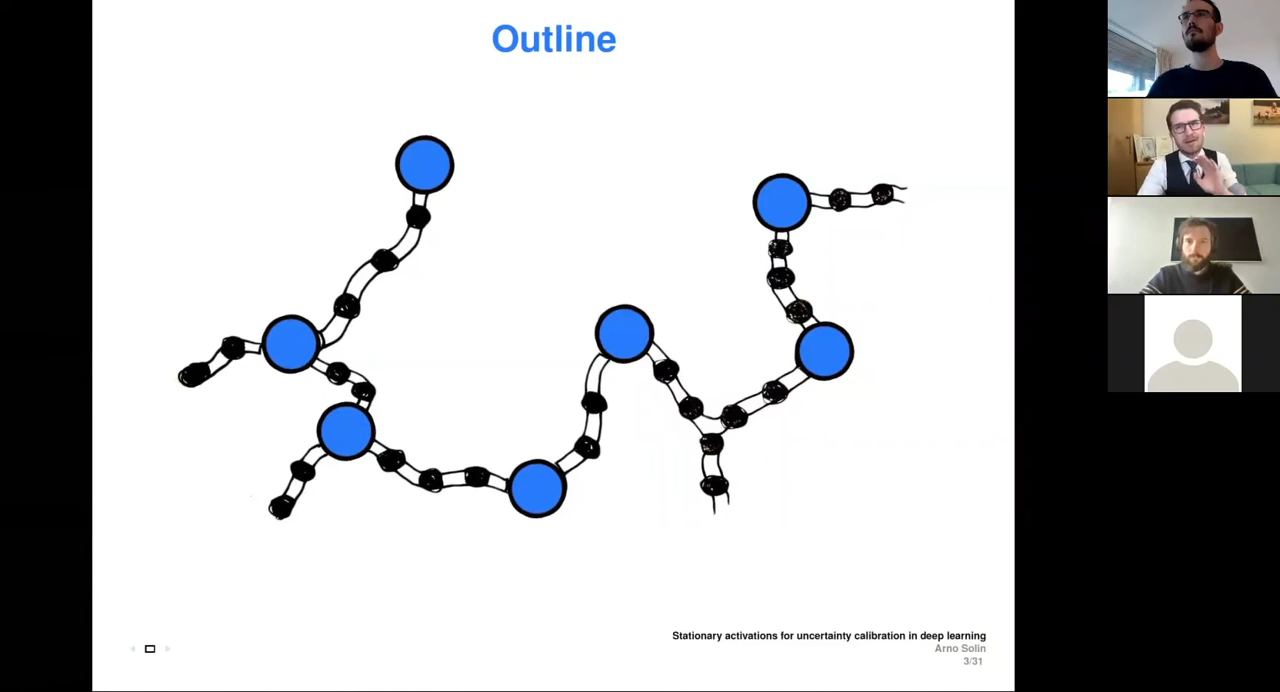 Outline
Stationary activations for uncertainty calibration in deep learning
Arno Solin
3/31